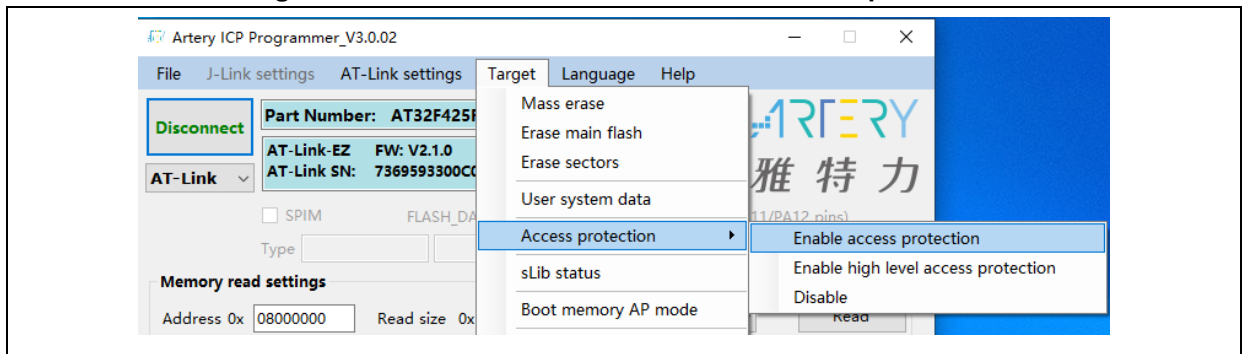 Artery ICP Programmer_V3.0.02
File J-Link settings AT-Link settings Target Language Help
Disconnect
Part Number: AT32F425
AT-Link-EZ FW: V2.1.0
AT-Link SN: 7369593300C
AT-Link
ARTERY
雅特力
Mass erase
Erase main flash
Erase sectors
User system data
Access protection
sLib status
Boot memory AP mode
SPIM FLASH_DA
11/PA12 pins)
Type
Enable access protection
Enable high level access protection
Disable
Memory read settings
Address 0x 08000000 Read size 0x
Read